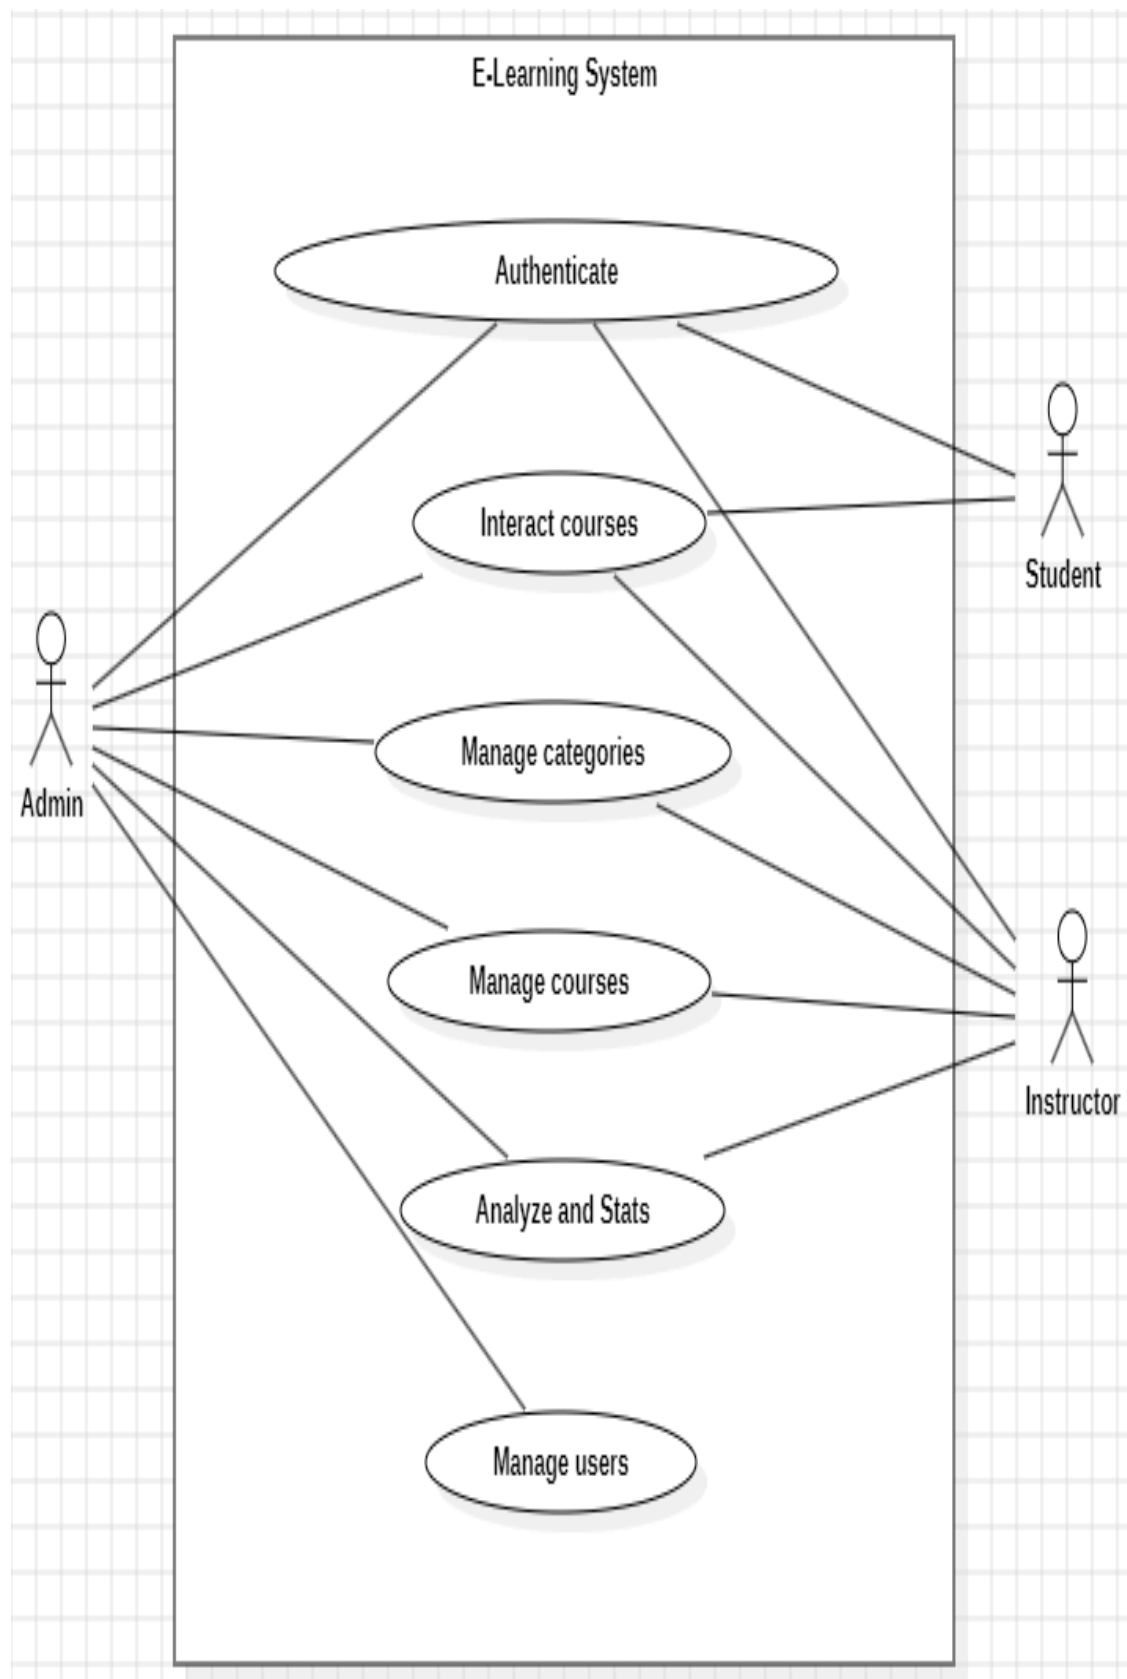 E-Learning System
Authenticate
Interact courses
Student
Manage categories
Admin
Manage courses
Instructor
Analyze and Stats
Manage users